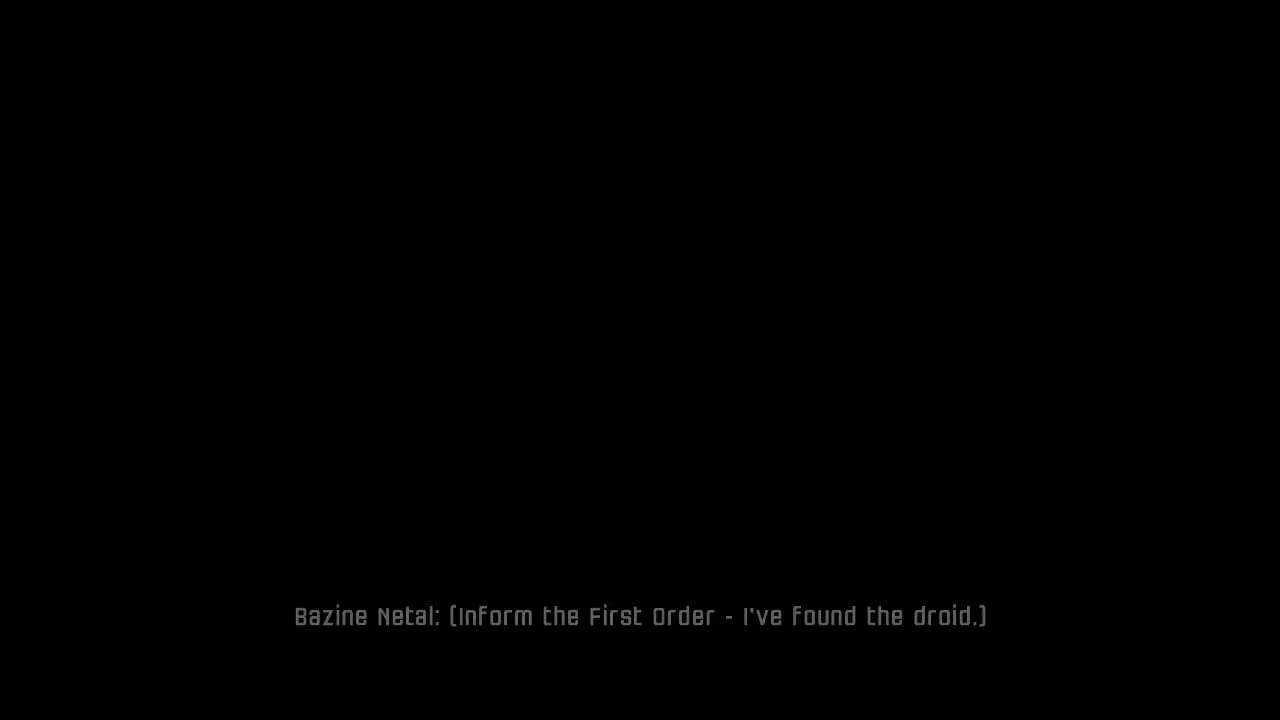 Bazine Netal: (Inform the First Order - I've found the droid.)